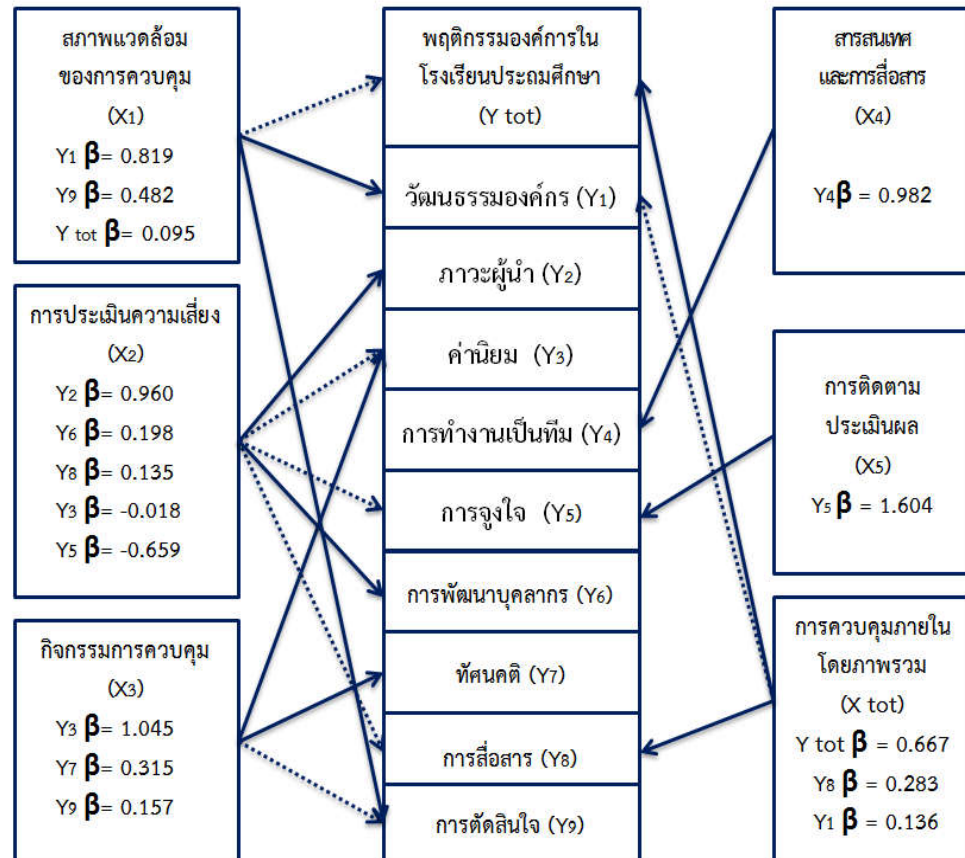 สภาพแวดล้อม
ของการควบคุม
(X1)
Y1 β= 0.819
Y9 β= 0.482
Y tot β= 0.095
การประเมินความเสี่ยง
(X2)
Y2 β= 0.960
Y6 β= 0.198
Y8 β= 0.135
Y3 β= -0.018
Y5 β= -0.659
กิจกรรมการควบคุม
(X3)
Y3 β= 1.045
Y7 β= 0.315
Y9 β= 0.157
พฤติกรรมองค์การใน
โรงเรียนประถมศึกษา
(Y tot)
วัฒนธรรมองค์กร (Y1)
ภาวะผู้นำ (Y2)
ค่านิยม (Y3)
การทำงานเป็นทีม (Y4)
การจูงใจ (Y5)
การพัฒนาบุคลากร (Y6)
ทัศนคติ (Y7)
การสื่อสาร (Y8)
การตัดสินใจ (Y9)
สารสนเทศ
และการสื่อสาร
(X4)
Y4β = 0.982
การติดตาม
ประเมินผล
(X5)
Y5 β = 1.604
การควบคุมภายใน
โดยภาพรวม
(X tot)
Y tot β = 0.667
Y8 β = 0.283
Y1 β = 0.136